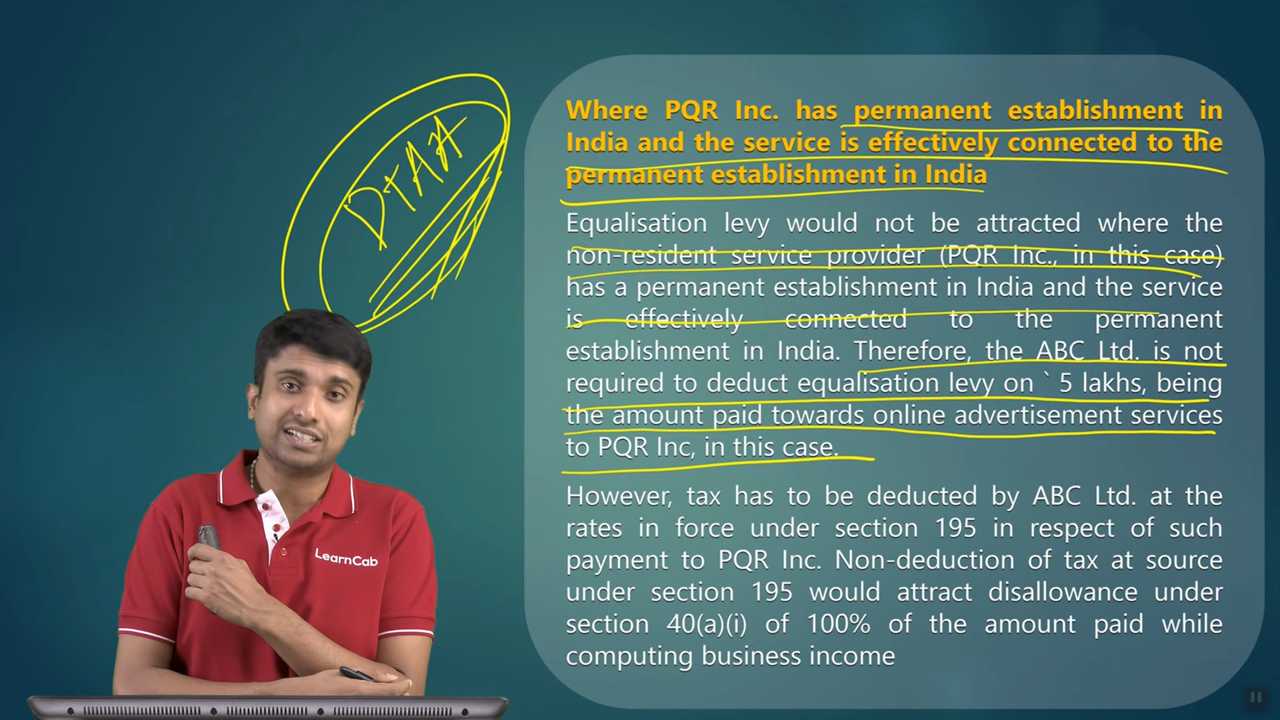 DTAA
Where PQR Inc. has permanent establishment in
India and the service is effectively connected to the
permanent establishment in India
Equalisation levy would not be attracted where the
non-resident service provider (PQR Inc., in this case)
has a permanent establishment in India and the service
is effectively connected to the permanent
establishment in India. Therefore, the ABC Ltd. is not
required to deduct equalisation levy on ` 5 lakhs, being
the amount paid towards online advertisement services
to PQR Inc, in this case.
However, tax has to be deducted by ABC Ltd. at the
rates in force under section 195 in respect of such
payment to PQR Inc. Non-deduction of tax at source
under section 195 would attract disallowance under
section 40(a)(i) of 100% of the amount paid while
computing business income
LearnCab